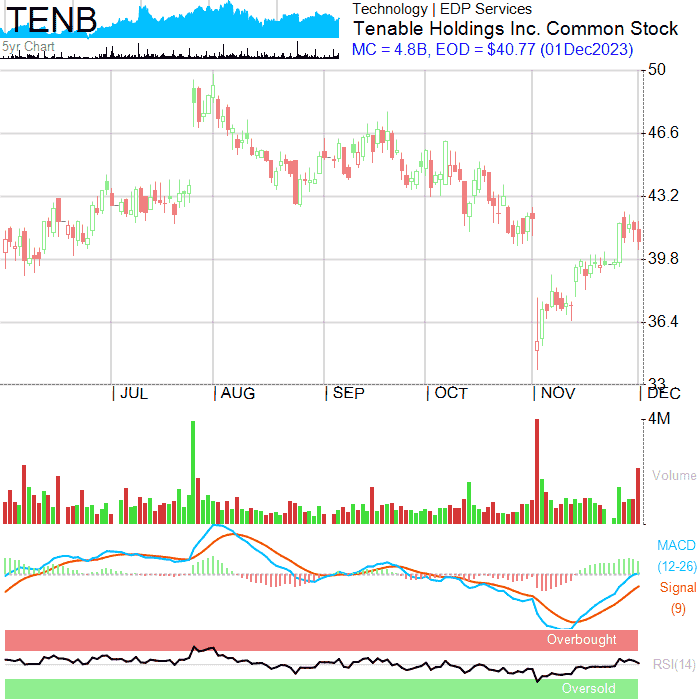 TENB
5yr Chart
Technology | EDP Services
Tenable Holdings Inc. Common Stock
MC = 4.8B, EOD = $40.77 (01Dec2023)
50
46.6
43.2
39.8
36.4
33
JUL
AUG
SEP
OCT
NOV
DEC
4M
Volume
MACD
(12-26)
Signal
(9)
Overbought
RSI(14)
Oversold